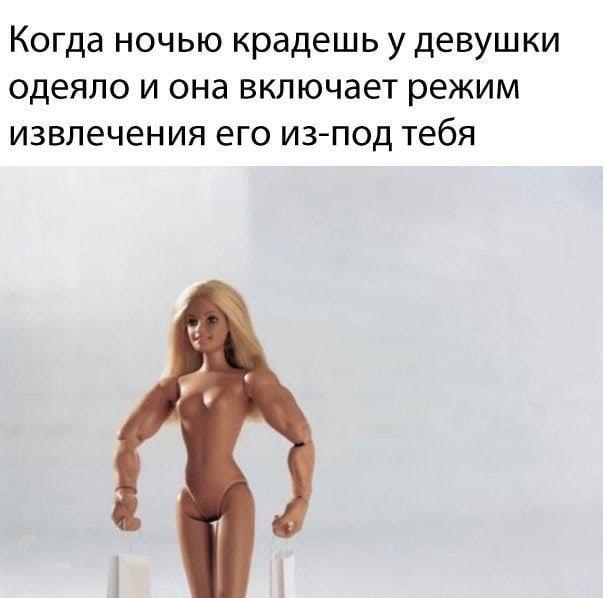 Когда ночью крадешь у девушки
одеяло и она включает режим
извлечения его из-под тебя